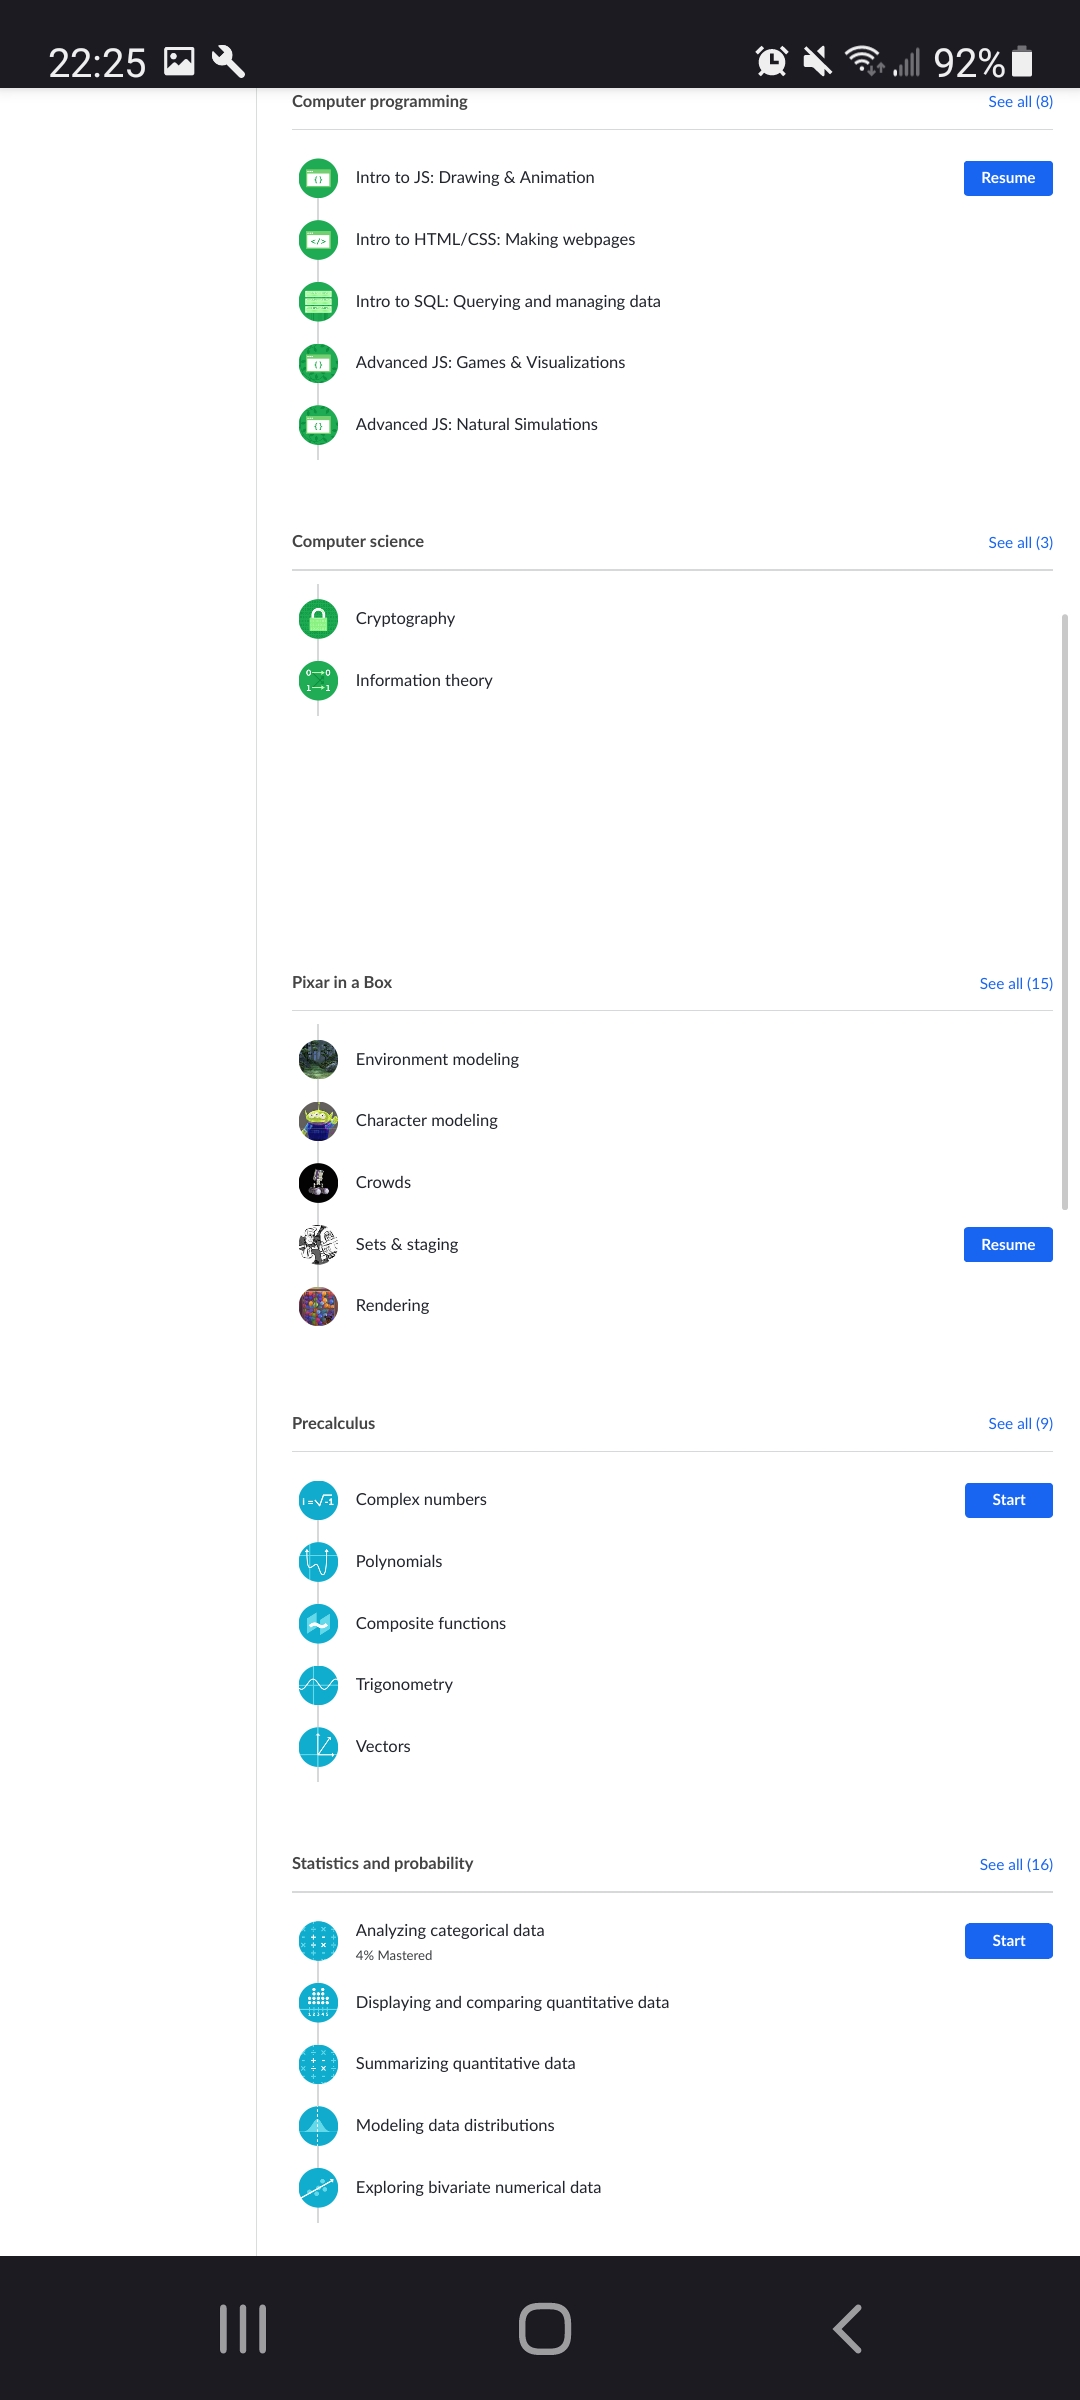 22:25
92%
Computer programming
See all (8)
Intro to JS: Drawing & Animation
Resume
Intro to HTML/CSS: Making webpages
Intro to SQL: Querying and managing data
Advanced JS: Games & Visualizations
Advanced JS: Natural Simulations
Computer science
See all (3)
Cryptography
0→0
1→1
Information theory
Pixar in a Box
See all (15)
Environment modeling
Character modeling
Crowds
Sets & staging
Resume
Rendering
Precalculus
See all (9)
i=√-1
Complex numbers
Start
Polynomials
Composite functions
Trigonometry
Vectors
Statistics and probability
See all (16)
Analyzing categorical data
4% Mastered
Start
Displaying and comparing quantitative data
Summarizing quantitative data
Modeling data distributions
Exploring bivariate numerical data